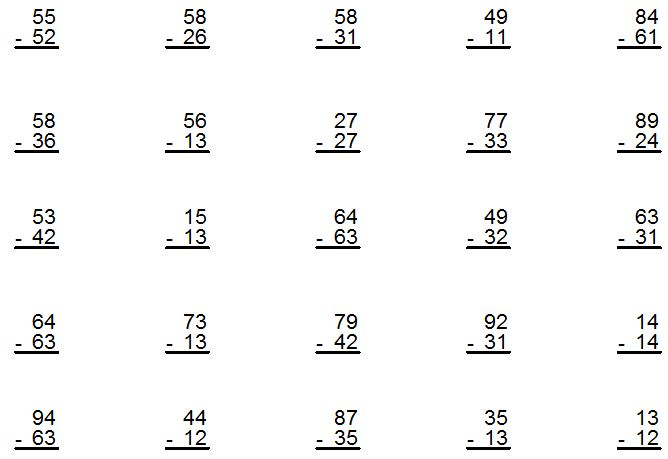 55 58 58 49 84
- 52 - 26 - 31 - 11 - 61
58 56 27 77 89
- 36 - 13 - 27 - 33 - 24
53 15 64 49 63
- 42 - 13 - 63 - 32 - 31
64 73 79 92 14
- 63 - 13 - 42 - 31 - 14
94 44 87 35 13
- 63 - 12 - 35 - 13 - 12